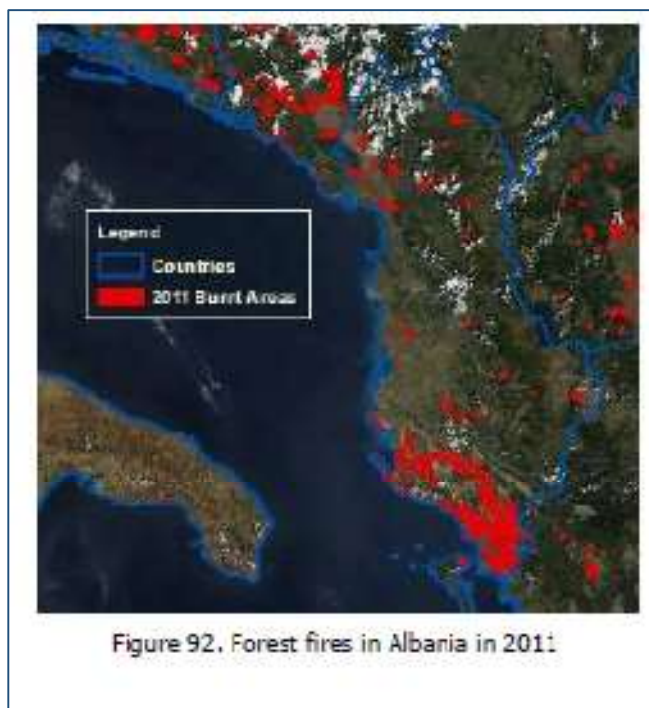 Legend
Countries
2011 Burnt Areas
Figure 92. Forest fires in Albania in 2011